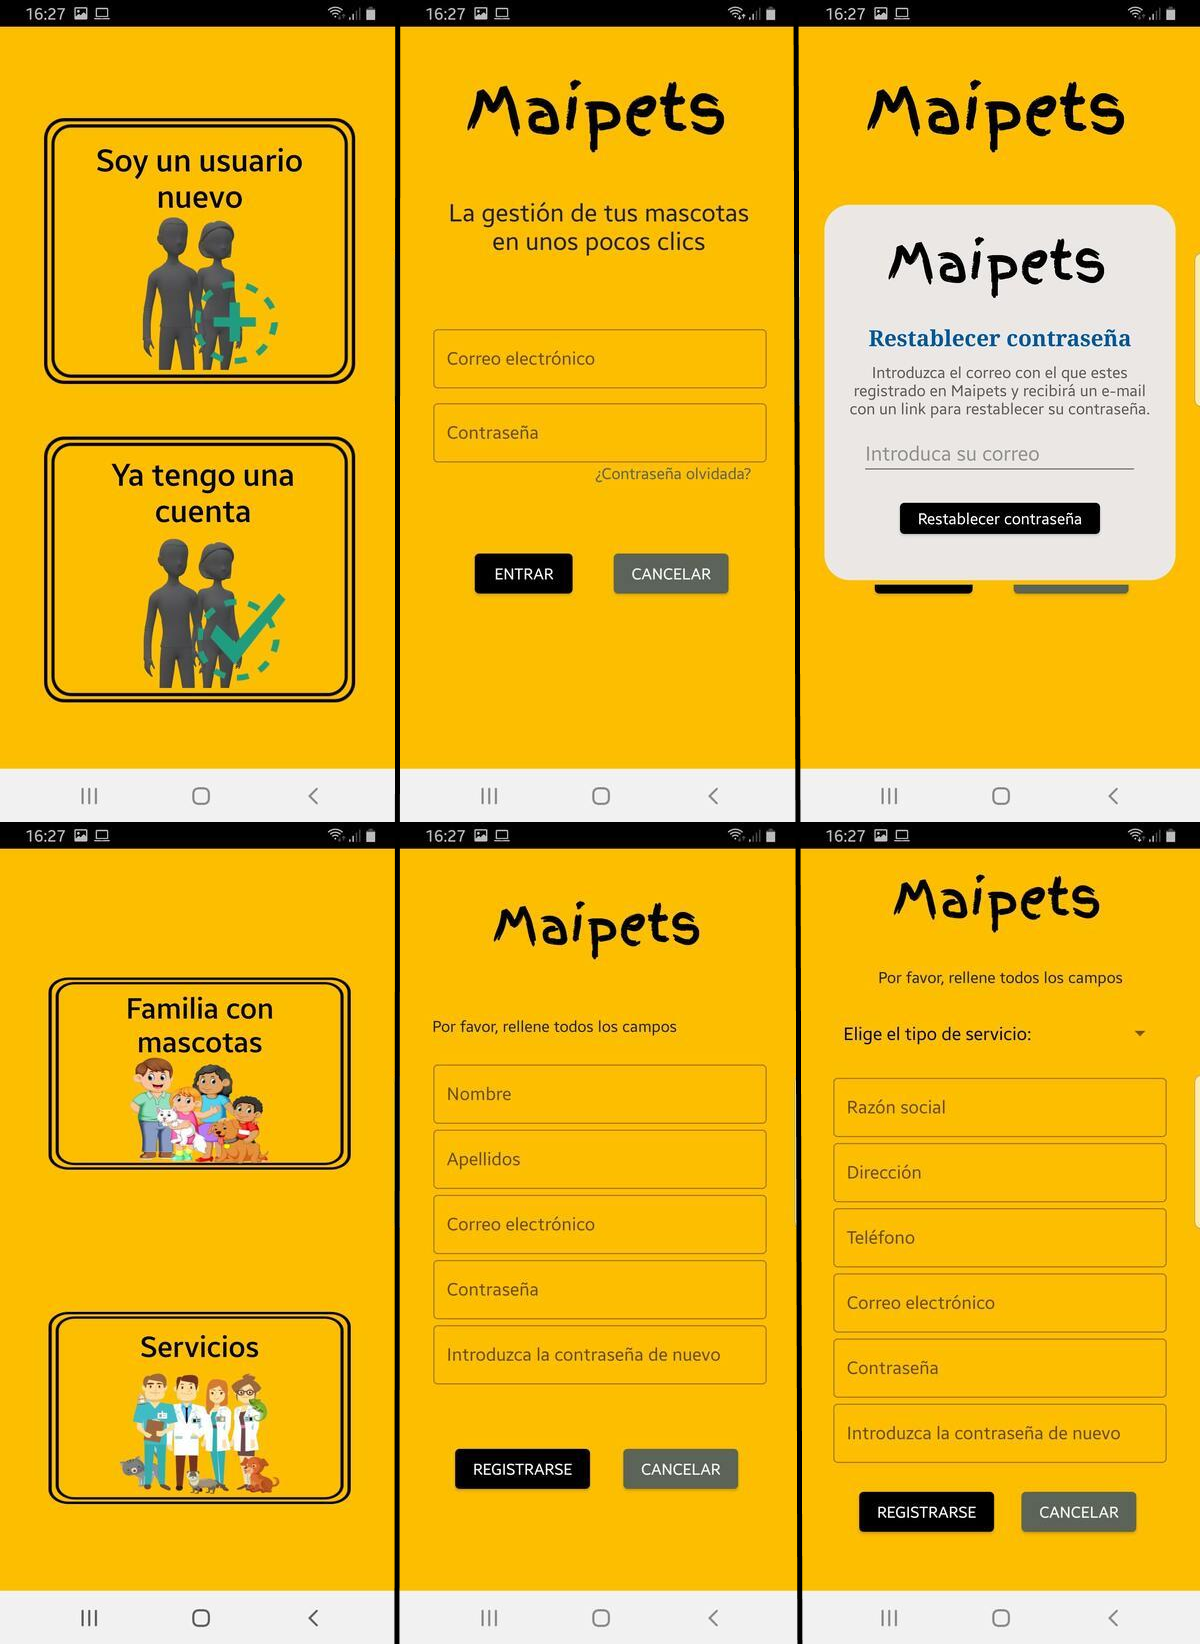 16:27
Soy un usuario
nuevo
Ya tengo una
cuenta
16:27
Maipets
La gestión de tus mascotas
en unos pocos clics
Correo electrónico
Contraseña
¿Contraseña olvidada?
ENTRAR
CANCELAR
16:27
Maipets
Maipets
Restablecer contraseña
Introduzca el correo con el que estes
registrado en Maipets y recibirá un e-mail
con un link para restablecer su contraseña.
Introduca su correo
Restablecer contraseña
16:27
Familia con
mascotas
Servicios
16:27
Maipets
Por favor, rellene todos los campos
Nombre
Apellidos
Correo electrónico
Contraseña
Introduzca la contraseña de nuevo
REGISTRARSE
CANCELAR
16:27
Maipets
Por favor, rellene todos los campos
Elige el tipo de servicio:
Razón social
Dirección
Teléfono
Correo electrónico
Contraseña
Introduzca la contraseña de nuevo
REGISTRARSE
CANCELAR